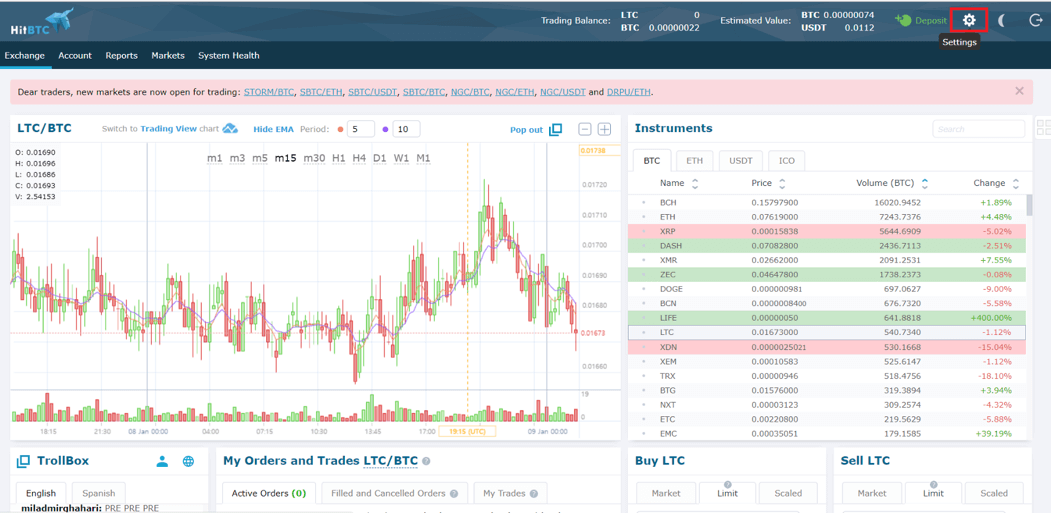 HitBTC
Trading Balance: LTC 0 Estimated Value: BTC 0.00000074 Deposit
BTC 0.00000022 USDT 0.0112
Settings
Exchange Account Reports Markets System Health
Dear traders, new markets are now open for trading: STORM/BTC, SBTC/ETH, SBTC/USDT, SBTC/BTC, NGC/BTC, NGC/ETH, NGC/USDT and DRPU/ETH.
LTC/BTC Switch to Trading View chart Hide EMA Period: 5 10 Pop out
O: 0.01690
H: 0.01696
L: 0.01686
C: 0.01693
V: 2.54153
m1 m3 m5 m15 m30 H1 H4 D1 W1 M1
0.01798
0.01720
0.01710
0.01700
0.01690
0.01680
0.01673
0.01660
19
0
18:15 21:30 08 Jan 00:00 04:00 07:15 10:30 13:45 17:00 19:15 (UTC) 09 Jan 00:00
Instruments Search
BTC ETH USDT ICO
Name Price Volume (BTC) Change
BCH 0.15797900 16020.9452 +1.89%
ETH 0.07619000 7243.7376 +4.48%
XRP 0.00015838 5644.6909 -5.02%
DASH 0.07082800 2436.7113 -2.51%
XMR 0.02662000 2091.2531 +7.55%
ZEC 0.04647800 1738.2373 -0.08%
DOGE 0.000000981 697.0627 -9.00%
BCN 0.0000008400 676.7320 -5.58%
LIFE 0.00000050 641.8818 +400.00%
LTC 0.01673000 540.7340 -1.12%
XDN 0.0000025021 530.1668 -15.04%
XEM 0.00010583 525.6147 -1.12%
TRX 0.00000946 518.4756 -18.10%
BTG 0.01576000 319.3894 +3.94%
NXT 0.00003123 309.2574 -4.32%
ETC 0.00220800 219.5629 -5.88%
EMC 0.00035051 179.1585 +39.19%
TrollBox
English Spanish
miladmirghahari: PRE PRE PRE
My Orders and Trades LTC/BTC ?
Active Orders (0) Filled and Cancelled Orders ? My Trades ?
Buy LTC
Market Limit Scaled
?
Sell LTC
Market Limit Scaled
?